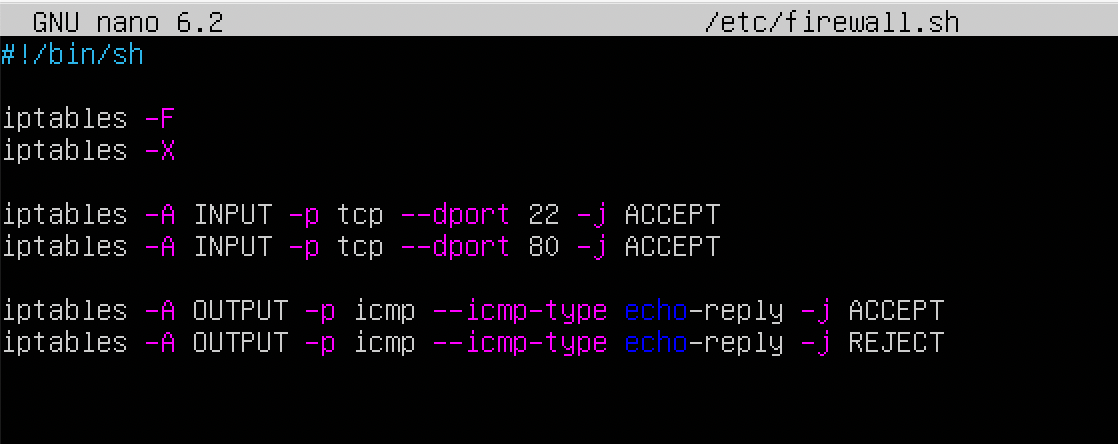 GNU nano 6.2 /etc/firewall.sh
#!/bin/sh
iptables -F
iptables -X
iptables -A INPUT -p tcp --dport 22 -j ACCEPT
iptables -A INPUT -p tcp --dport 80 -j ACCEPT
iptables -A OUTPUT -p icmp --icmp-type echo-reply -j ACCEPT
iptables -A OUTPUT -p icmp --icmp-type echo-reply -j REJECT